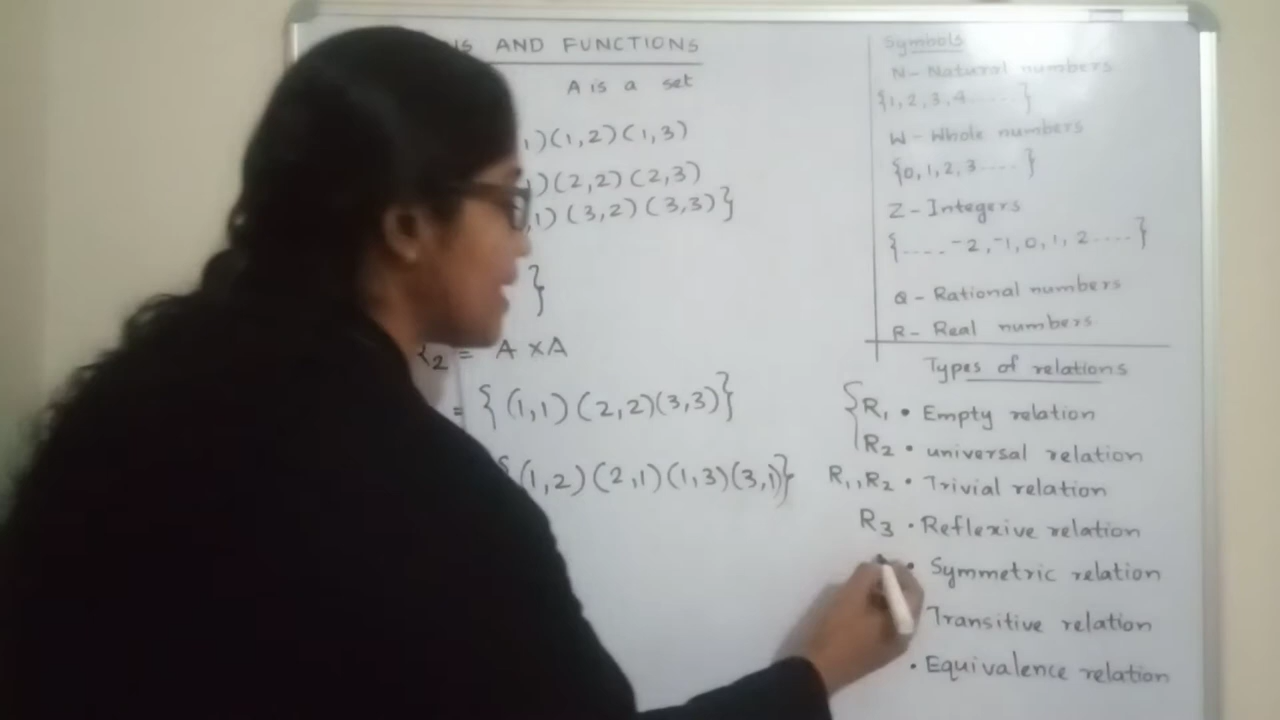 AND FUNCTIONS
A is a set
)(1,2)(1,3)
)(2,2)(2,3)
,1)(3,2)(3,3)}
}
2 = A XA
= { (1,1)(2,2)(3,3)}
{(1,2)(2,1)(1,3)(3,1)}
Symbols
N- Natural numbers
{1,2,3,4......}
W- Whole numbers
{0,1,2,3.....}
Z-Integers
{.....-2,-1,0,1,2.....}
Q- Rational numbers
R- Real numbers
Types of relations
{R1 • Empty relation
R2 • universal relation
R1,R2 • Trivial relation
R3 • Reflexive relation
• Symmetric relation
Transitive relation
• Equivalence relation